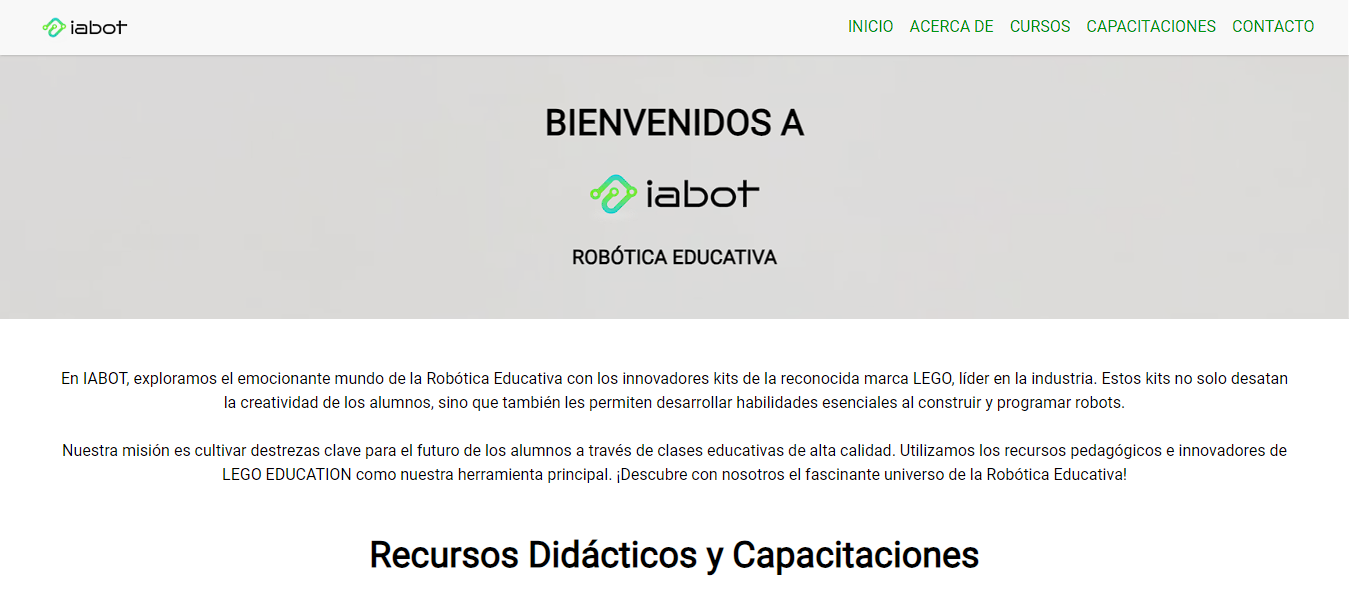 iabot
INICIO ACERCA DE CURSOS CAPACITACIONES CONTACTO
BIENVENIDOS A
iabot
ROBÓTICA EDUCATIVA
En IABOT, exploramos el emocionante mundo de la Robótica Educativa con los innovadores kits de la reconocida marca LEGO, líder en la industria. Estos kits no solo desatan
la creatividad de los alumnos, sino que también les permiten desarrollar habilidades esenciales al construir y programar robots.
Nuestra misión es cultivar destrezas clave para el futuro de los alumnos a través de clases educativas de alta calidad. Utilizamos los recursos pedagógicos e innovadores de
LEGO EDUCATION como nuestra herramienta principal. ¡Descubre con nosotros el fascinante universo de la Robótica Educativa!
Recursos Didácticos y Capacitaciones